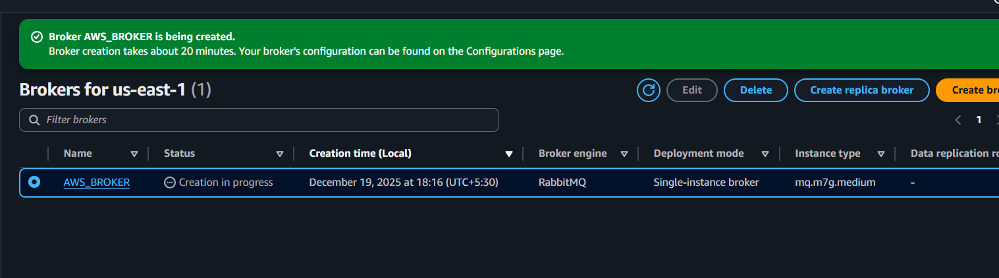 Broker AWS_BROKER is being created.
Broker creation takes about 20 minutes. Your broker's configuration can be found on the Configurations page.
Brokers for us-east-1 (1)
Edit
Delete
Create replica broker
Create bro
Filter brokers
1
Name Status Creation time (Local) Broker engine Deployment mode Instance type Data replication ro
AWS_BROKER Creation in progress December 19, 2025 at 18:16 (UTC+5:30) RabbitMQ Single-instance broker mq.m7g.medium -